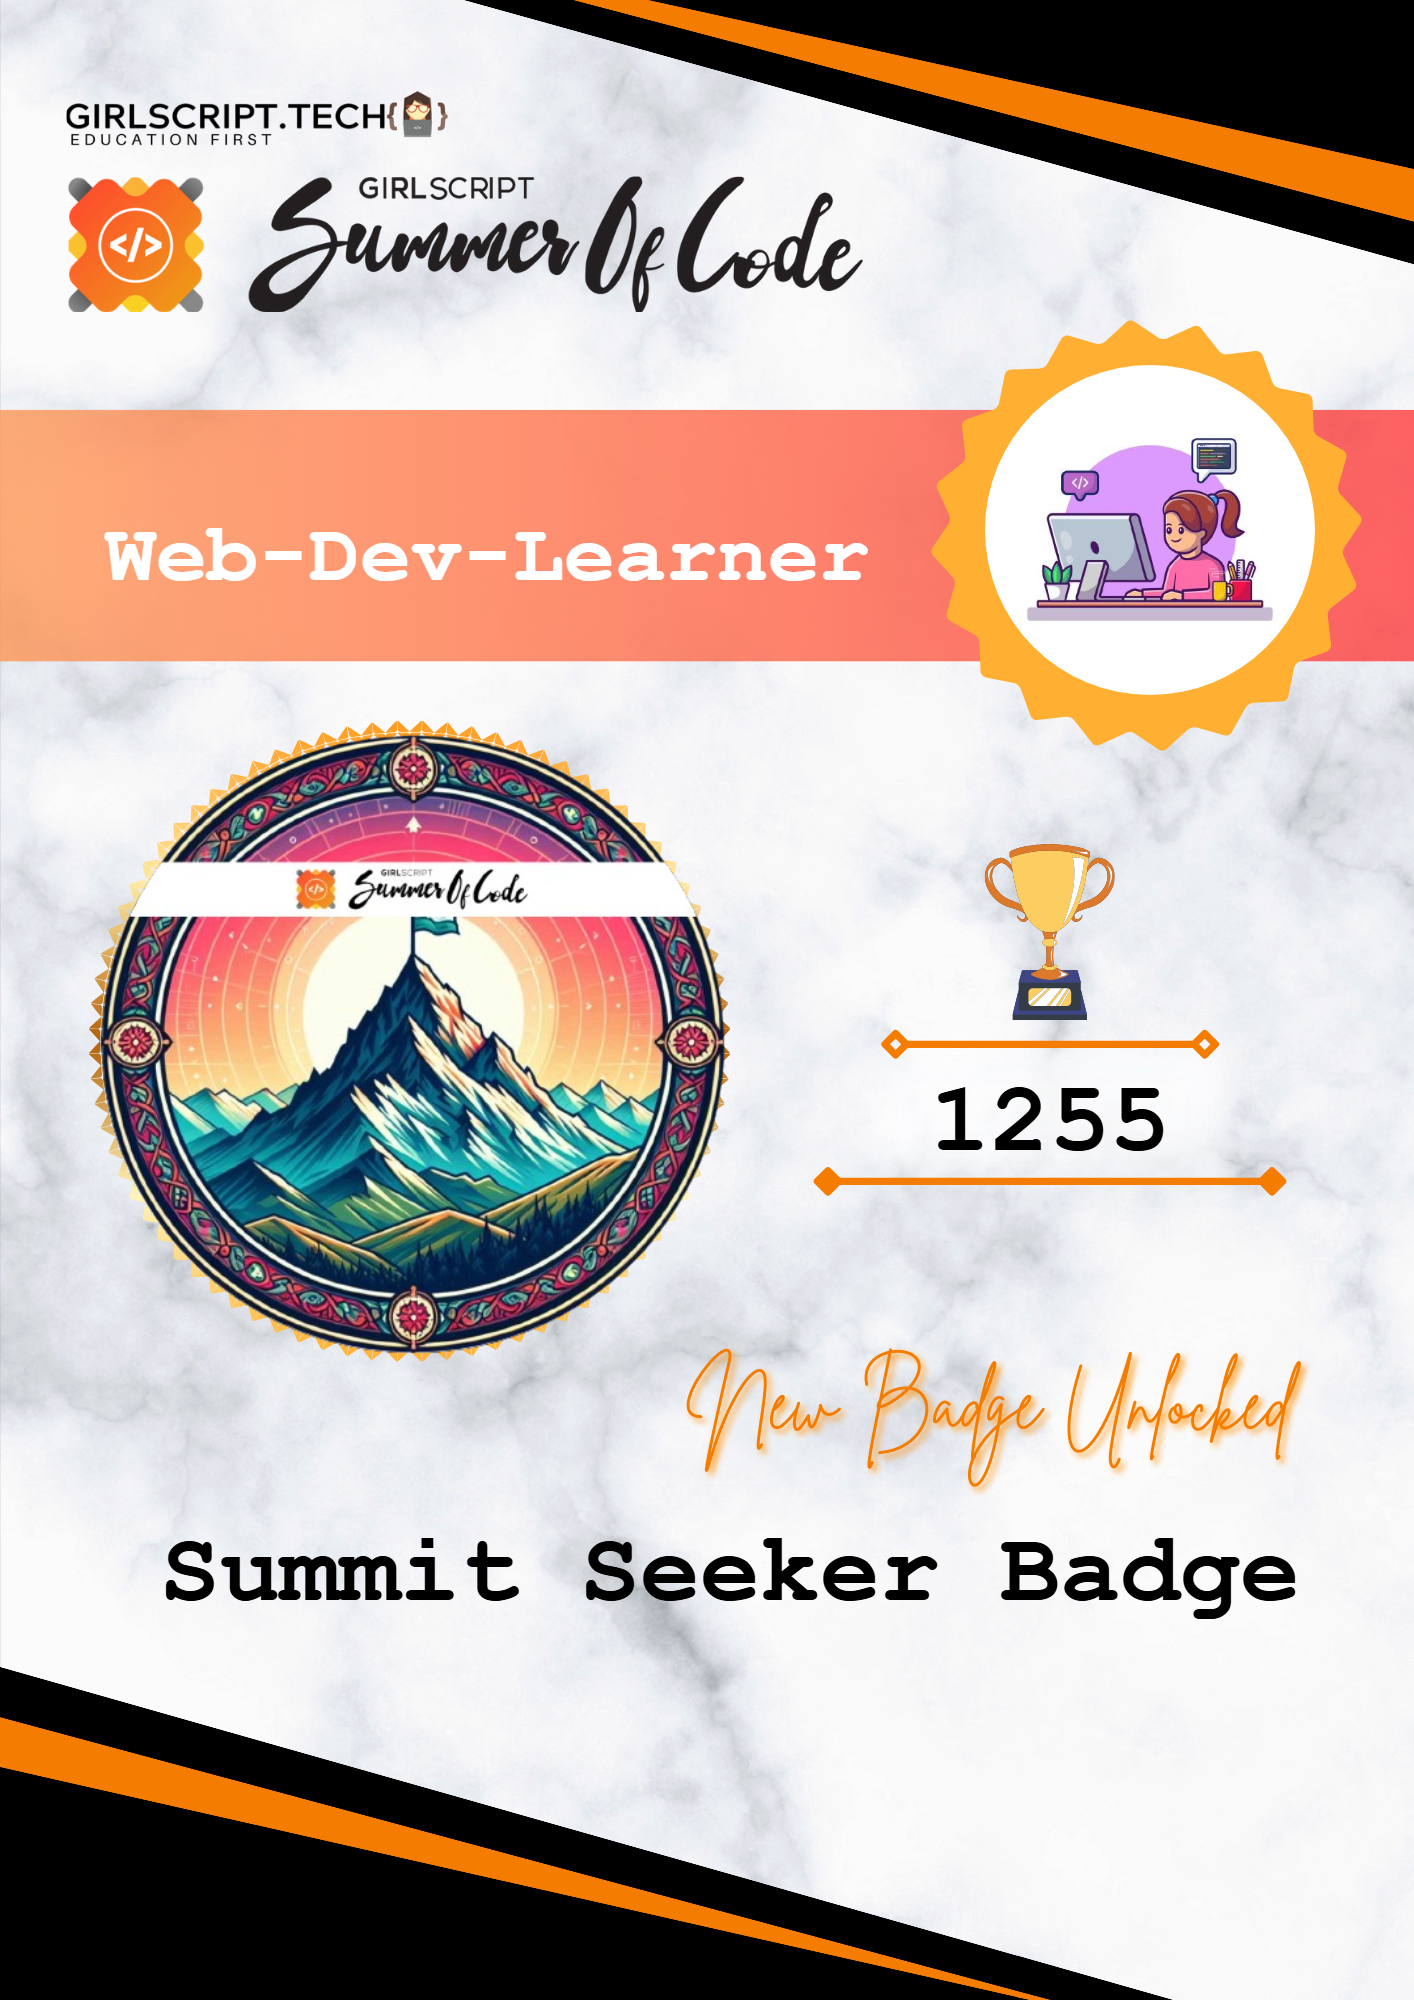 GIRLSCRIPT.TECH{ }
EDUCATION FIRST
GIRLSCRIPT
Summer Of Code
</>
Web-Dev-Learner
</>
GIRLSCRIPT
Summer Of Code
</>
1255
New Badge Unlocked
Summit Seeker Badge